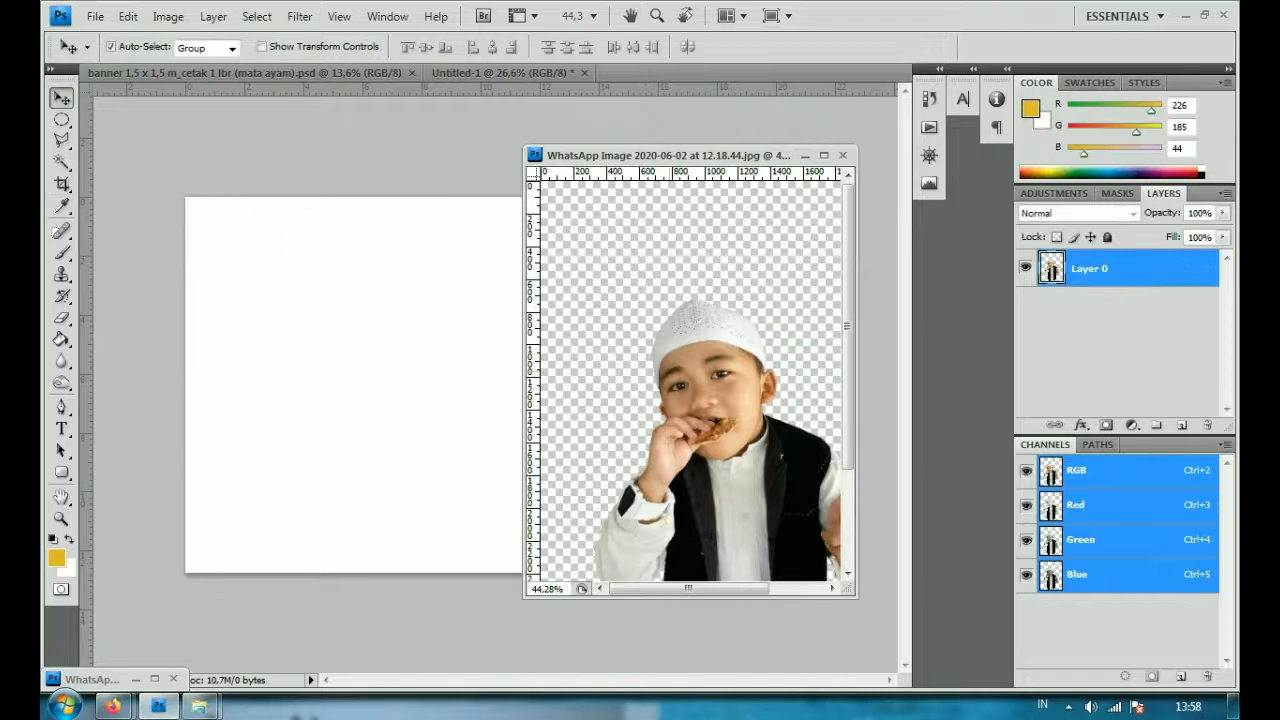 Ps File Edit Image Layer Select Filter Analysis View Window Help Br 44,3 ESSENTIALS
Auto-Select: Group Show Transform Controls
banner 1,5 x 1,5 m_cetak 1 lbr (mata ayam).psd @ 13,6% (RGB/8) × Untitled-1 @ 26,6% (RGB/8) * ×
COLOR SWATCHES STYLES
R 226
G 185
B 44
WhatsApp Image 2020-06-02 at 12.18.44.jpg @ 4...
0 200 400 600 800 1000 1200 1400 1600
ADJUSTMENTS MASKS LAYERS
Normal Opacity: 100%
Lock: Fill: 100%
Layer 0
CHANNELS PATHS
RGB Ctrl+2
Red Ctrl+3
Green Ctrl+4
Blue Ctrl+5
44,28%
WhatsAp... oc: 10,7M/0 bytes
IN 13:58